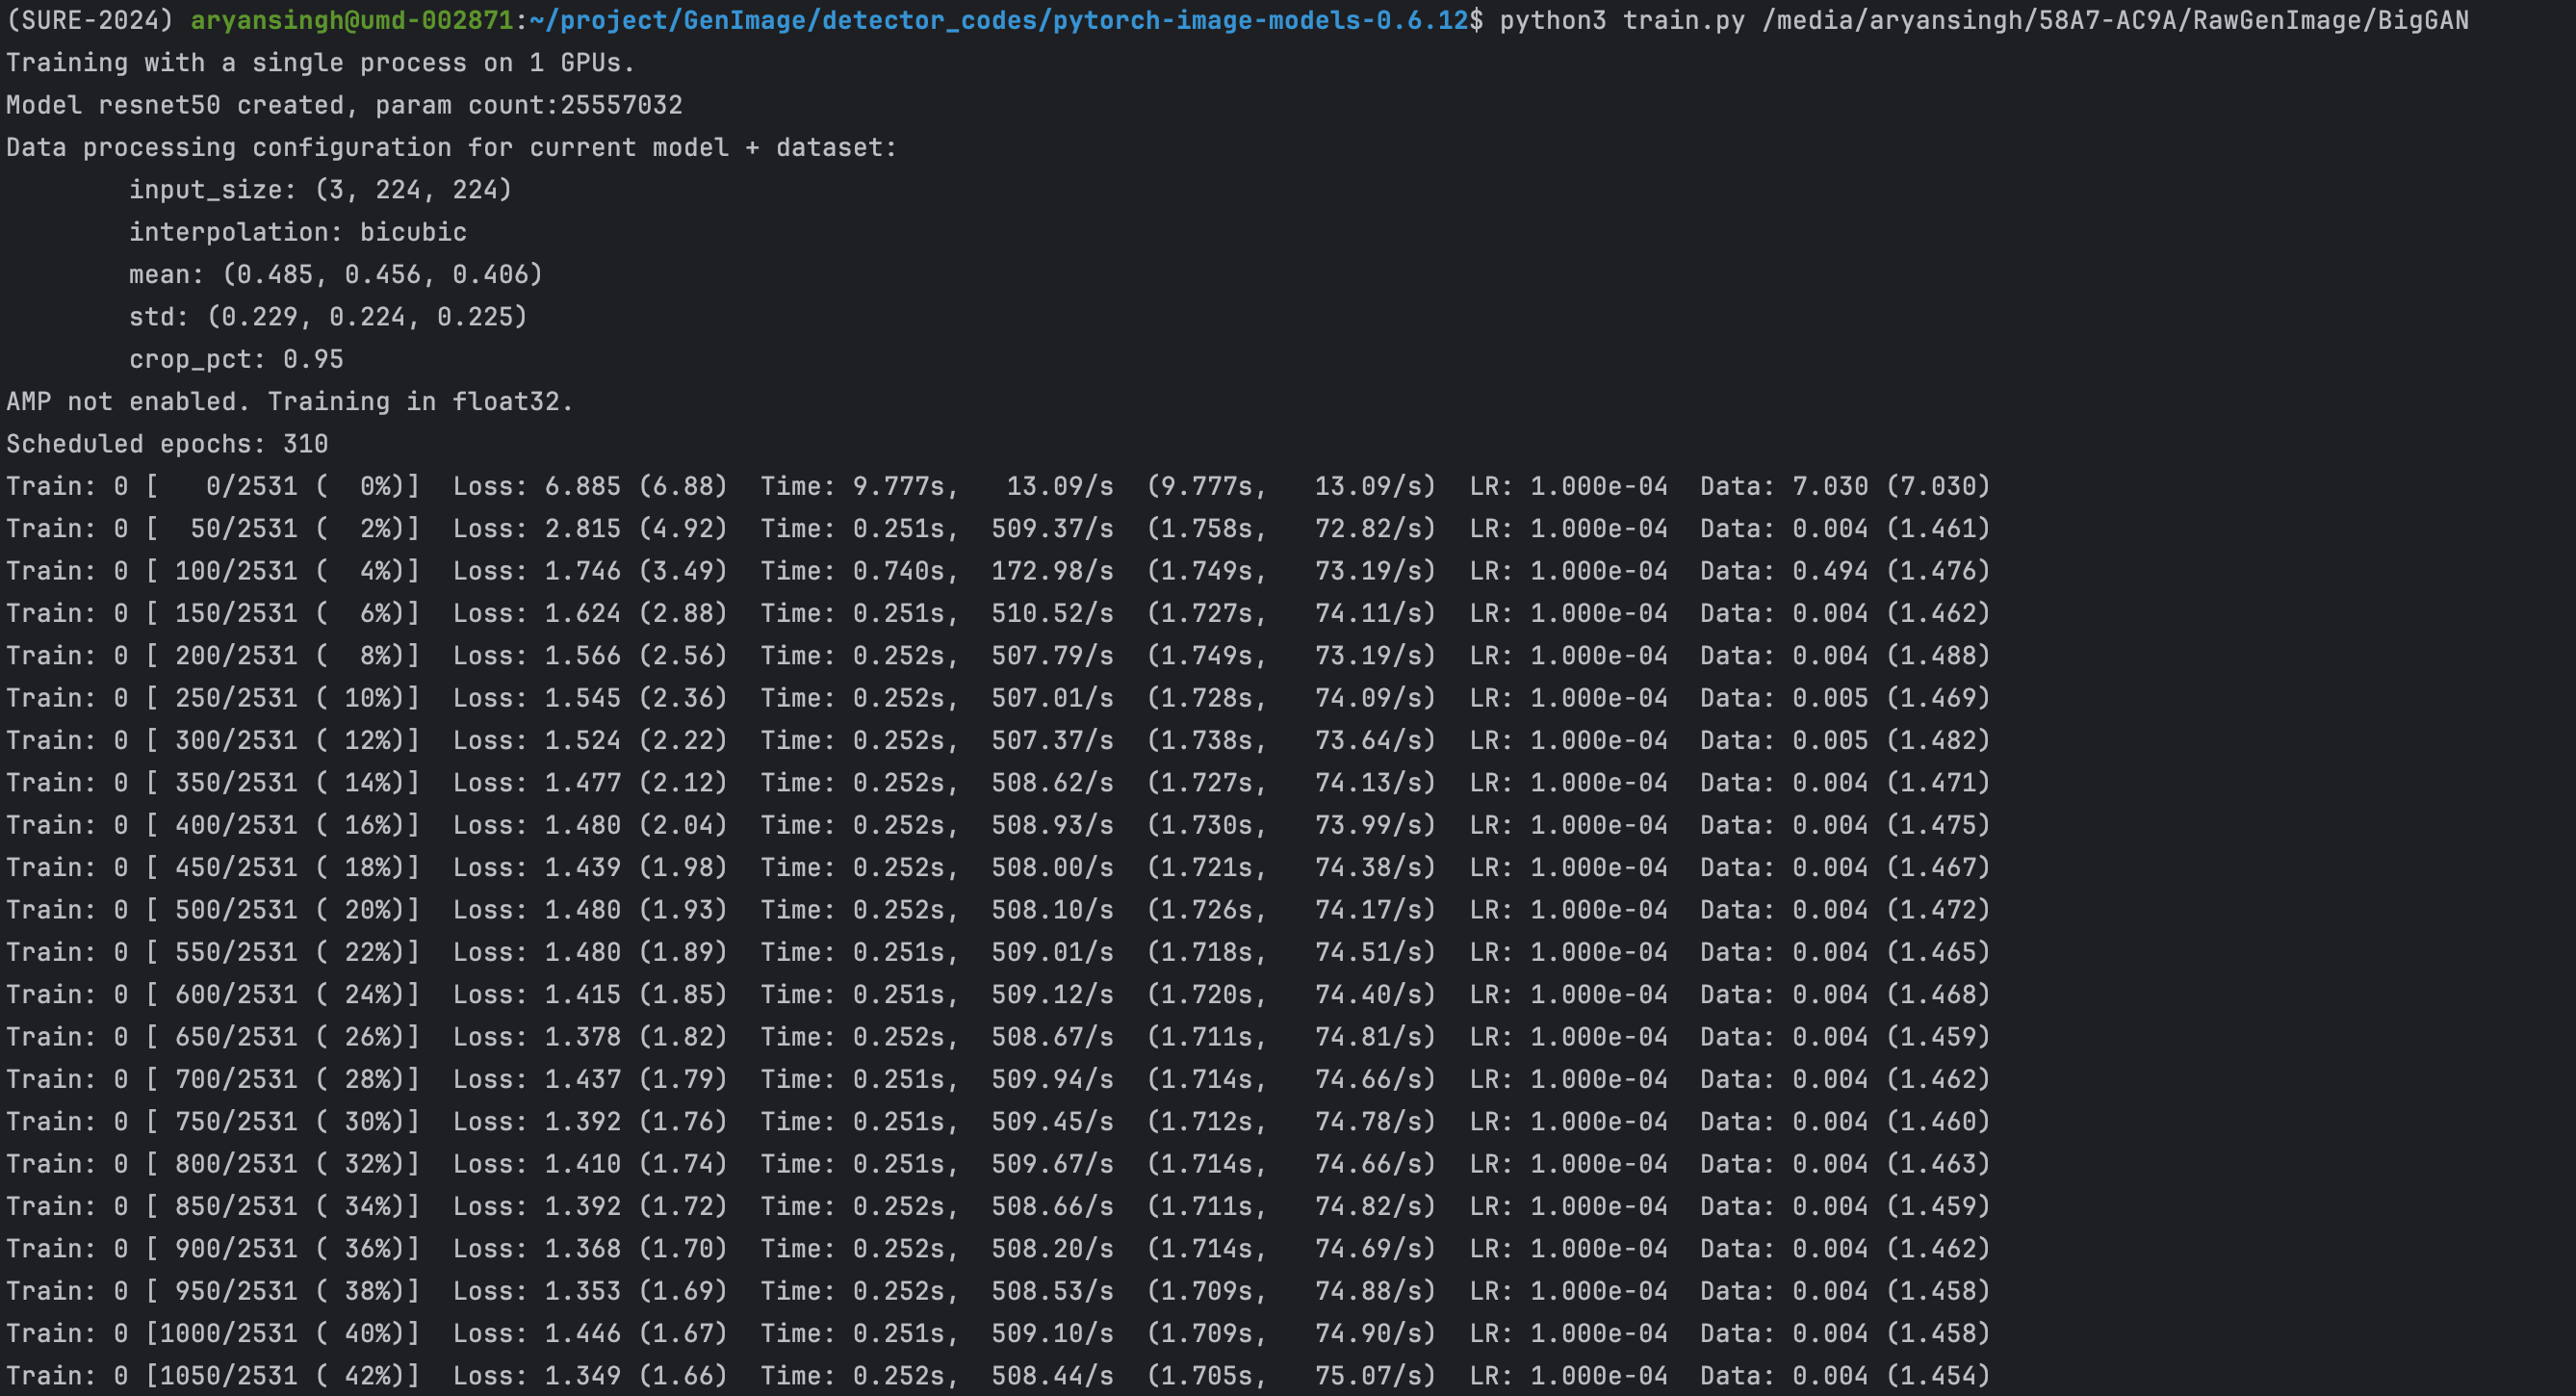 (SURE-2024) aryansingh@umd-002871:~/project/GenImage/detector_codes/pytorch-image-models-0.6.12$ python3 train.py /media/aryansingh/58A7-AC9A/RawGenImage/BigGAN
Training with a single process on 1 GPUs.
Model resnet50 created, param count:25557032
Data processing configuration for current model + dataset:
        input_size: (3, 224, 224)
        interpolation: bicubic
        mean: (0.485, 0.456, 0.406)
        std: (0.229, 0.224, 0.225)
        crop_pct: 0.95
AMP not enabled. Training in float32.
Scheduled epochs: 310
Train: 0 [   0/2531 (  0%)]  Loss: 6.885 (6.88)  Time: 9.777s,   13.09/s  (9.777s,   13.09/s)  LR: 1.000e-04  Data: 7.030 (7.030)
Train: 0 [  50/2531 (  2%)]  Loss: 2.815 (4.92)  Time: 0.251s,  509.37/s  (1.758s,   72.82/s)  LR: 1.000e-04  Data: 0.004 (1.461)
Train: 0 [ 100/2531 (  4%)]  Loss: 1.746 (3.49)  Time: 0.740s,  172.98/s  (1.749s,   73.19/s)  LR: 1.000e-04  Data: 0.494 (1.476)
Train: 0 [ 150/2531 (  6%)]  Loss: 1.624 (2.88)  Time: 0.251s,  510.52/s  (1.727s,   74.11/s)  LR: 1.000e-04  Data: 0.004 (1.462)
Train: 0 [ 200/2531 (  8%)]  Loss: 1.566 (2.56)  Time: 0.252s,  507.79/s  (1.749s,   73.19/s)  LR: 1.000e-04  Data: 0.004 (1.488)
Train: 0 [ 250/2531 ( 10%)]  Loss: 1.545 (2.36)  Time: 0.252s,  507.01/s  (1.728s,   74.09/s)  LR: 1.000e-04  Data: 0.005 (1.469)
Train: 0 [ 300/2531 ( 12%)]  Loss: 1.524 (2.22)  Time: 0.252s,  507.37/s  (1.738s,   73.64/s)  LR: 1.000e-04  Data: 0.005 (1.482)
Train: 0 [ 350/2531 ( 14%)]  Loss: 1.477 (2.12)  Time: 0.252s,  508.62/s  (1.727s,   74.13/s)  LR: 1.000e-04  Data: 0.004 (1.471)
Train: 0 [ 400/2531 ( 16%)]  Loss: 1.480 (2.04)  Time: 0.252s,  508.93/s  (1.730s,   73.99/s)  LR: 1.000e-04  Data: 0.004 (1.475)
Train: 0 [ 450/2531 ( 18%)]  Loss: 1.439 (1.98)  Time: 0.252s,  508.00/s  (1.721s,   74.38/s)  LR: 1.000e-04  Data: 0.004 (1.467)
Train: 0 [ 500/2531 ( 20%)]  Loss: 1.480 (1.93)  Time: 0.252s,  508.10/s  (1.726s,   74.17/s)  LR: 1.000e-04  Data: 0.004 (1.472)
Train: 0 [ 550/2531 ( 22%)]  Loss: 1.480 (1.89)  Time: 0.251s,  509.01/s  (1.718s,   74.51/s)  LR: 1.000e-04  Data: 0.004 (1.465)
Train: 0 [ 600/2531 ( 24%)]  Loss: 1.415 (1.85)  Time: 0.251s,  509.12/s  (1.720s,   74.40/s)  LR: 1.000e-04  Data: 0.004 (1.468)
Train: 0 [ 650/2531 ( 26%)]  Loss: 1.378 (1.82)  Time: 0.252s,  508.67/s  (1.711s,   74.81/s)  LR: 1.000e-04  Data: 0.004 (1.459)
Train: 0 [ 700/2531 ( 28%)]  Loss: 1.437 (1.79)  Time: 0.251s,  509.94/s  (1.714s,   74.66/s)  LR: 1.000e-04  Data: 0.004 (1.462)
Train: 0 [ 750/2531 ( 30%)]  Loss: 1.392 (1.76)  Time: 0.251s,  509.45/s  (1.712s,   74.78/s)  LR: 1.000e-04  Data: 0.004 (1.460)
Train: 0 [ 800/2531 ( 32%)]  Loss: 1.410 (1.74)  Time: 0.251s,  509.67/s  (1.714s,   74.66/s)  LR: 1.000e-04  Data: 0.004 (1.463)
Train: 0 [ 850/2531 ( 34%)]  Loss: 1.392 (1.72)  Time: 0.252s,  508.66/s  (1.711s,   74.82/s)  LR: 1.000e-04  Data: 0.004 (1.459)
Train: 0 [ 900/2531 ( 36%)]  Loss: 1.368 (1.70)  Time: 0.252s,  508.20/s  (1.714s,   74.69/s)  LR: 1.000e-04  Data: 0.004 (1.462)
Train: 0 [ 950/2531 ( 38%)]  Loss: 1.353 (1.69)  Time: 0.252s,  508.53/s  (1.709s,   74.88/s)  LR: 1.000e-04  Data: 0.004 (1.458)
Train: 0 [1000/2531 ( 40%)]  Loss: 1.446 (1.67)  Time: 0.251s,  509.10/s  (1.709s,   74.90/s)  LR: 1.000e-04  Data: 0.004 (1.458)
Train: 0 [1050/2531 ( 42%)]  Loss: 1.349 (1.66)  Time: 0.252s,  508.44/s  (1.705s,   75.07/s)  LR: 1.000e-04  Data: 0.004 (1.454)